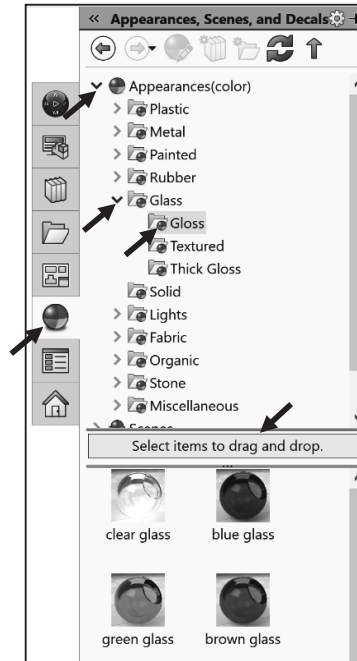 « Appearances, Scenes, and Decals
Appearances(color)
Plastic
Metal
Painted
Rubber
Glass
Gloss
Textured
Thick Gloss
Solid
Lights
Fabric
Organic
Stone
Miscellaneous
Scenes
Select items to drag and drop.
clear glass blue glass
green glass brown glass